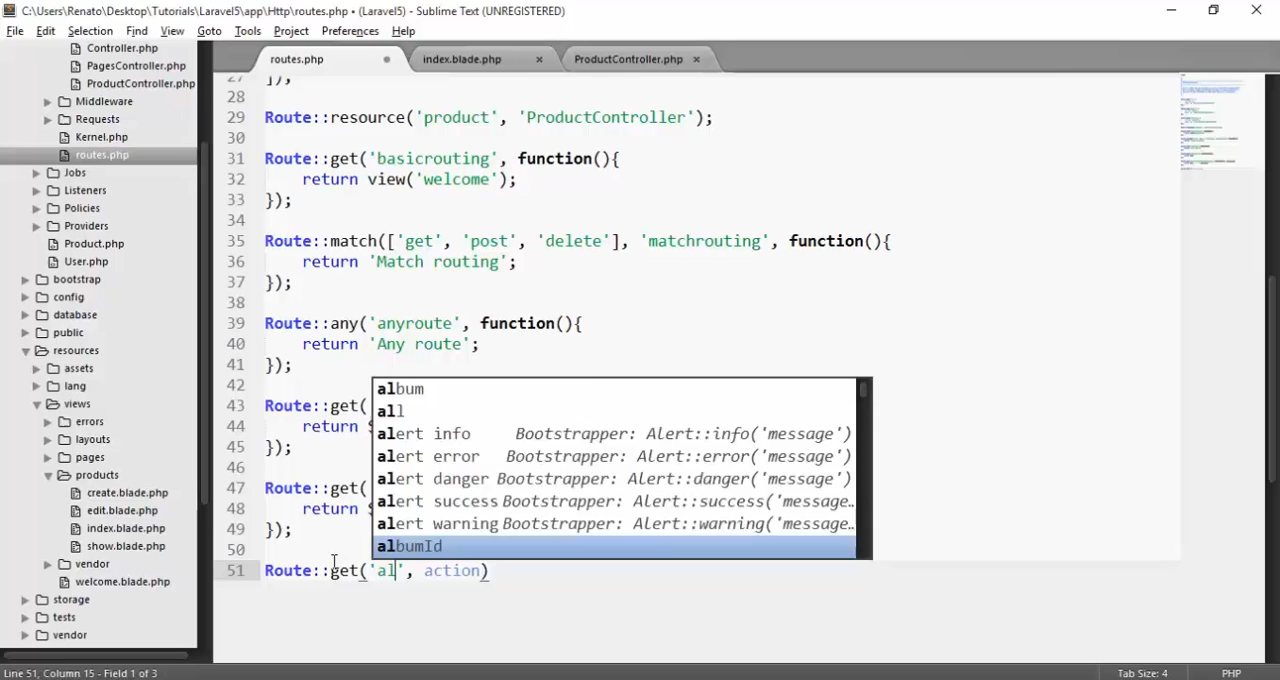 C:\Users\Renato\Desktop\Tutorials\Laravel5\app\Http\routes.php • (Laravel5) - Sublime Text (UNREGISTERED)
File Edit Selection Find View Goto Tools Project Preferences Help
routes.php
index.blade.php
ProductController.php
Controller.php
PagesController.php
ProductController.php
Middleware
Requests
Kernel.php
routes.php
Jobs
Listeners
Policies
Providers
Product.php
User.php
bootstrap
config
database
public
resources
assets
lang
views
errors
layouts
pages
products
create.blade.php
edit.blade.php
index.blade.php
show.blade.php
vendor
welcome.blade.php
storage
tests
vendor
27 ]);
28
29 Route::resource('product', 'ProductController');
30
31 Route::get('basicrouting', function(){
32 return view('welcome');
33 });
34
35 Route::match(['get', 'post', 'delete'], 'matchrouting', function(){
36 return 'Match routing';
37 });
38
39 Route::any('anyroute', function(){
40 return 'Any route';
41 });
42
43 Route::get(
44 return $
45 });
46
47 Route::get(
48 return $
49 });
50
51 Route::get('al', action)
album
all
alert info Bootstrapper: Alert::info('message')
alert error Bootstrapper: Alert::error('message')
alert danger Bootstrapper: Alert::danger('message')
alert success Bootstrapper: Alert::success('message…
alert warning Bootstrapper: Alert::warning('message…
albumId
Line 51, Column 15 - Field 1 of 3
Tab Size: 4
PHP